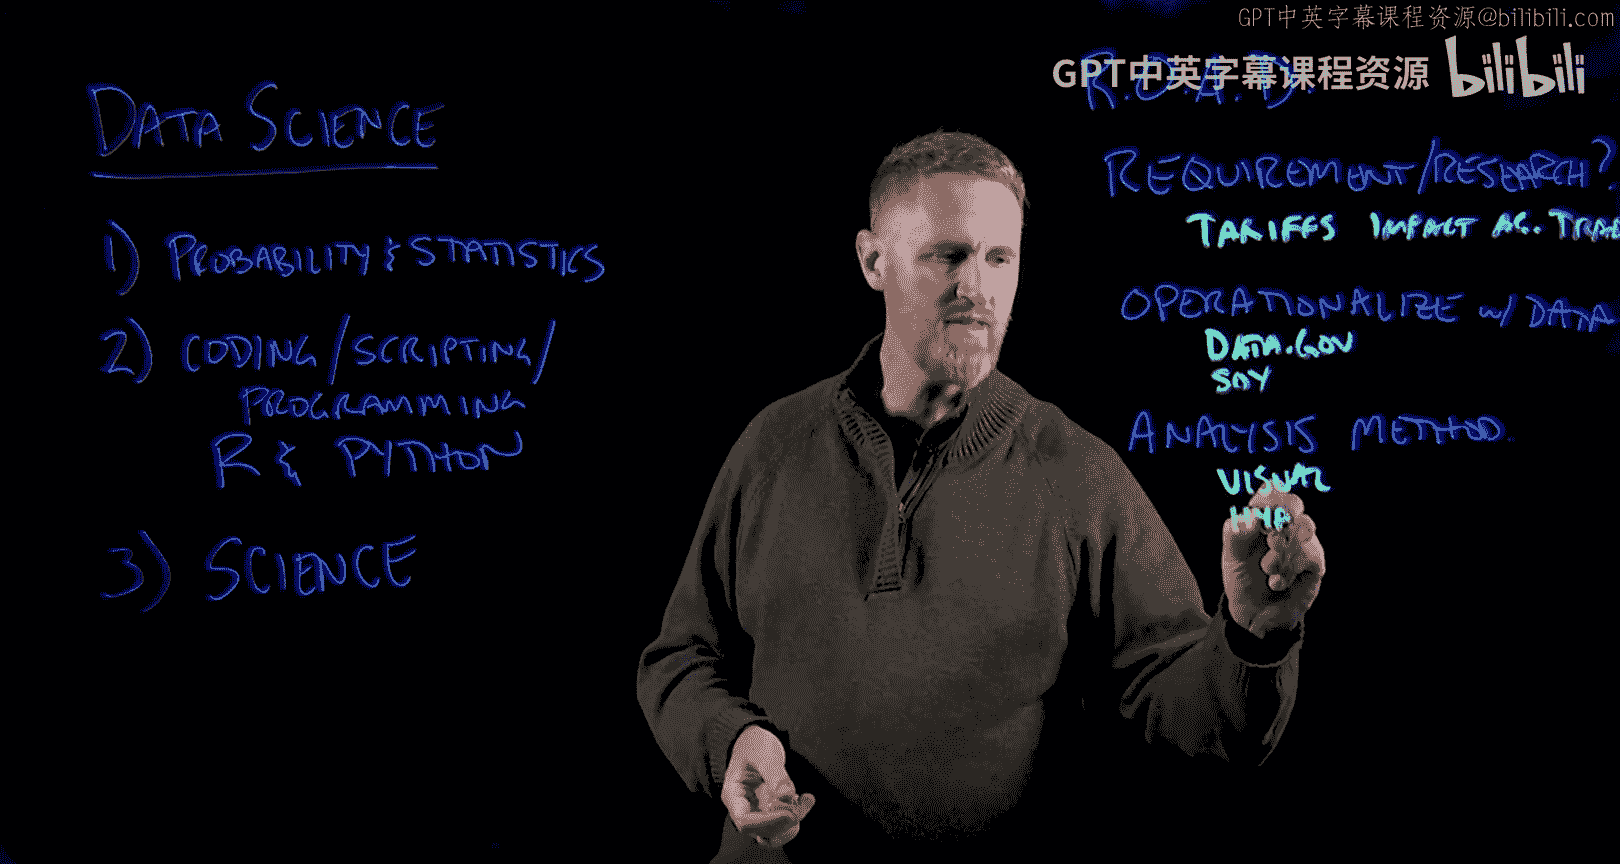 GPT中英字幕课程资源@bilibili.com
GPT中英字幕课程资源 bilibili
DATA SCIENCE
1) PROBABILITY & STATISTICS
2) CODING/SCRIPTING/
PROGRAMMING
R & PYTHON
3) SCIENCE
R.O.A.D.
REQUIREMENT/RESEARCH?
TARIFFS IMPACT AG. TRAD
OPERATIONALIZE w/ DATA
DATA.GOV
SOY
ANALYSIS METHOD.
VISUAL
HYP